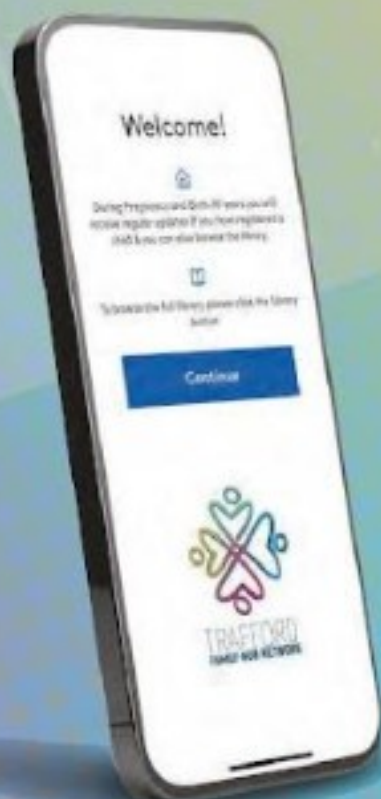 Welcome!
During Pregnancy and Birth-19 years you will
receive regular updates if you have registered a
child & you can also browse the library.
To browse the full library, please click the library
button
Continue
TRAFFORD
FAMILY HUB NETWORK